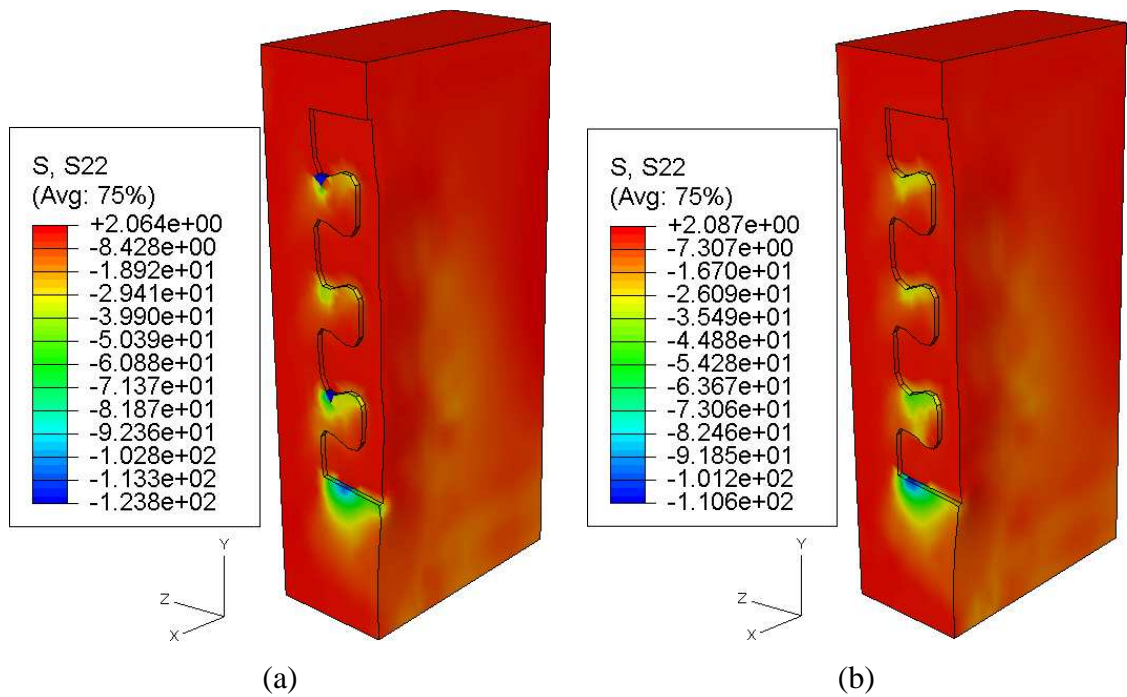 S, S22
(Avg: 75%)
+2.064e+00
-8.428e+00
-1.892e+01
-2.941e+01
-3.990e+01
-5.039e+01
-6.088e+01
-7.137e+01
-8.187e+01
-9.236e+01
-1.028e+02
-1.133e+02
-1.238e+02
Y
Z
X
(a)
S, S22
(Avg: 75%)
+2.087e+00
-7.307e+00
-1.670e+01
-2.609e+01
-3.549e+01
-4.488e+01
-5.428e+01
-6.367e+01
-7.306e+01
-8.246e+01
-9.185e+01
-1.012e+02
-1.106e+02
Y
Z
X
(b)